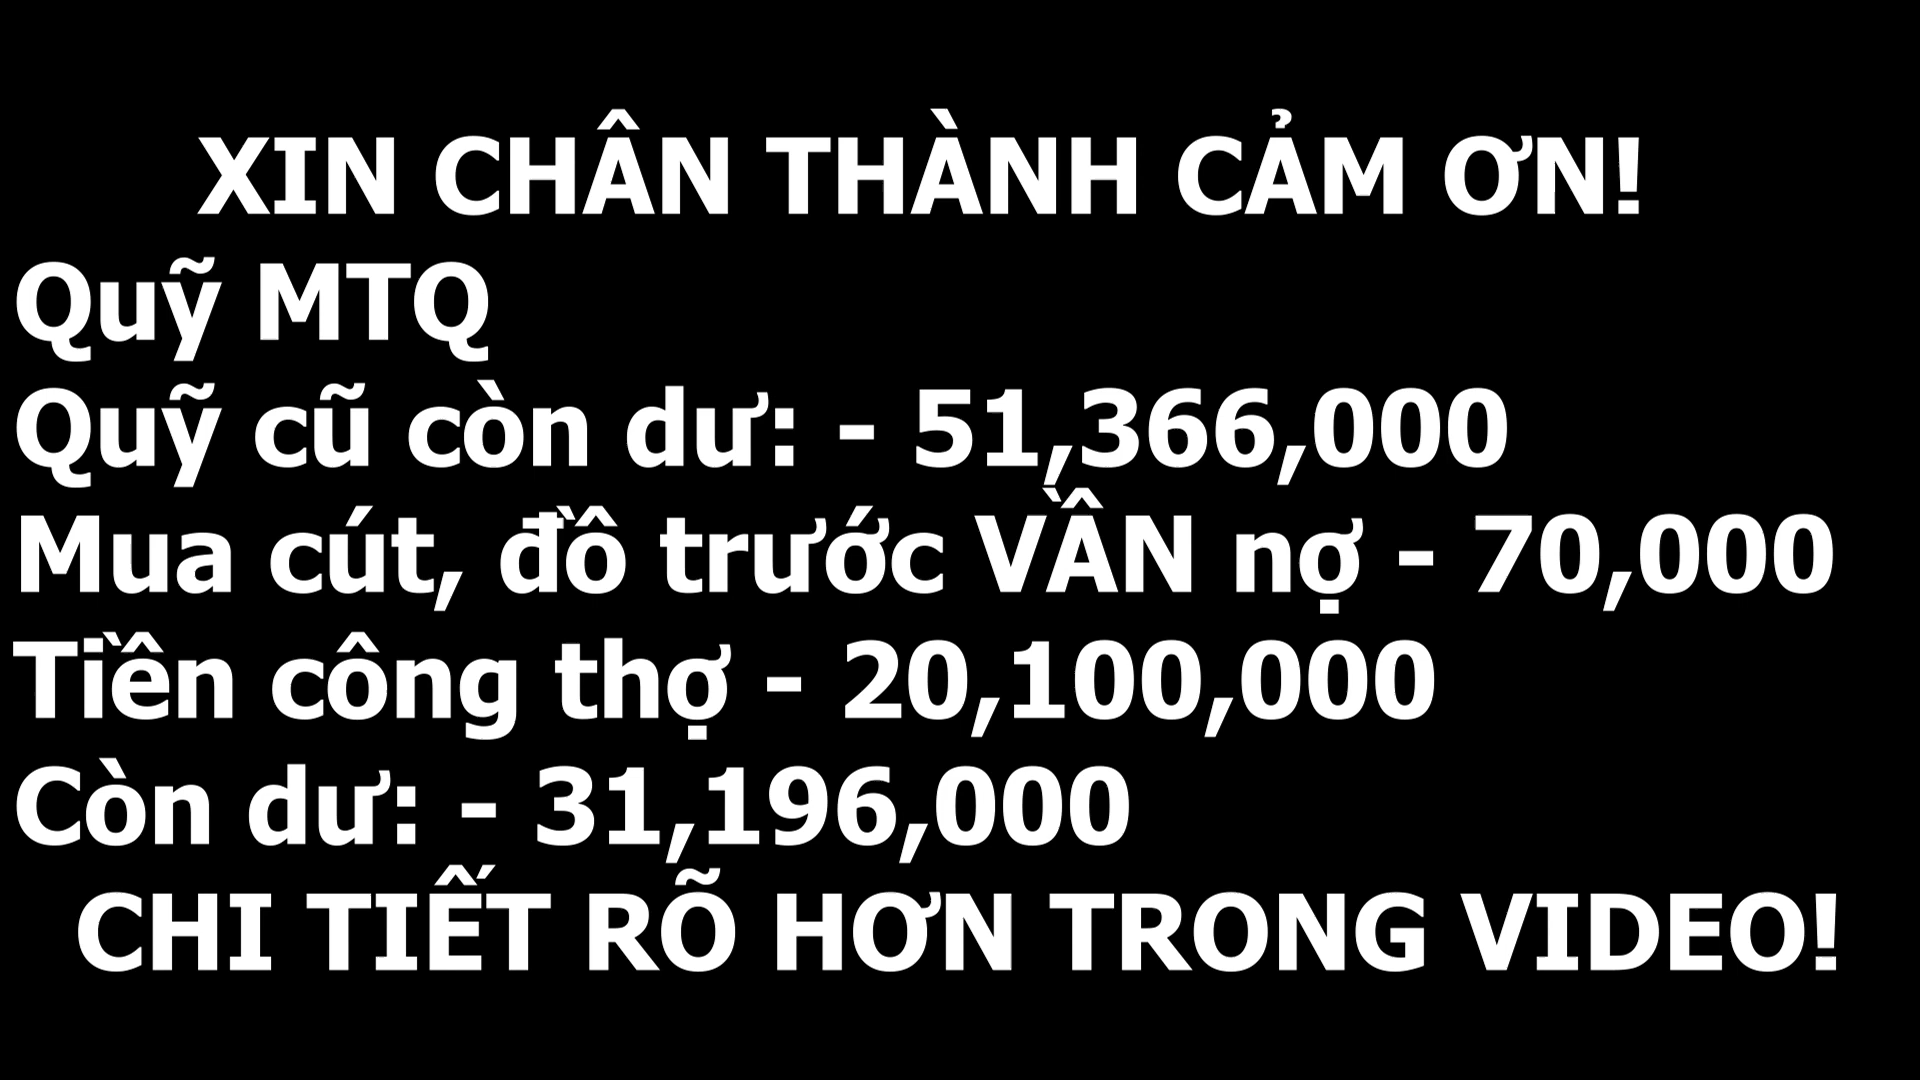 XIN CHÂN THÀNH CẢM ƠN!
Quỹ MTQ
Quỹ cũ còn dư: - 51,366,000
Mua cút, đồ trước VẦN nợ - 70,000
Tiền công thợ - 20,100,000
Còn dư: - 31,196,000
CHI TIẾT RÕ HƠN TRONG VIDEO!